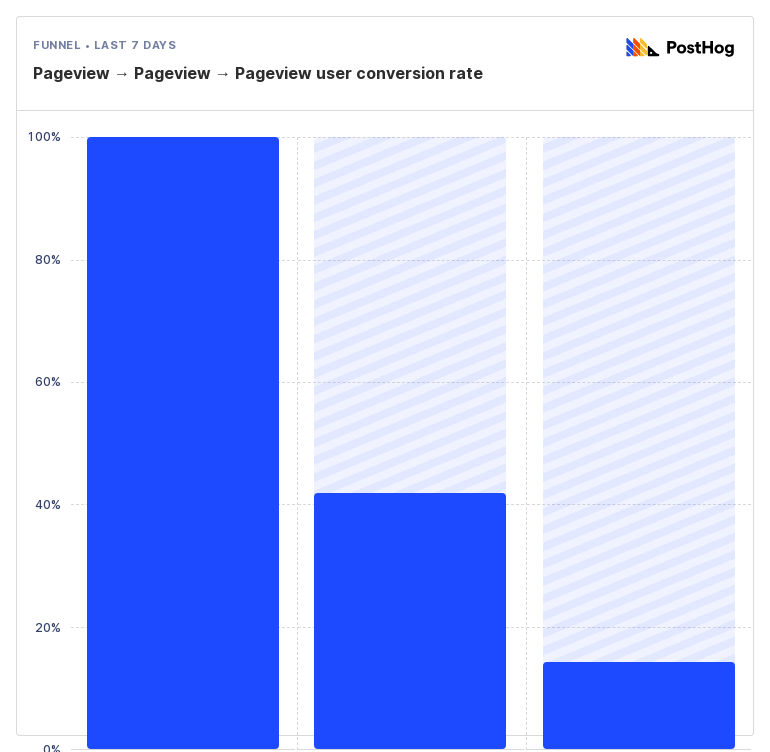 FUNNEL • LAST 7 DAYS
PostHog
Pageview → Pageview → Pageview user conversion rate
100%
80%
60%
40%
20%
0%